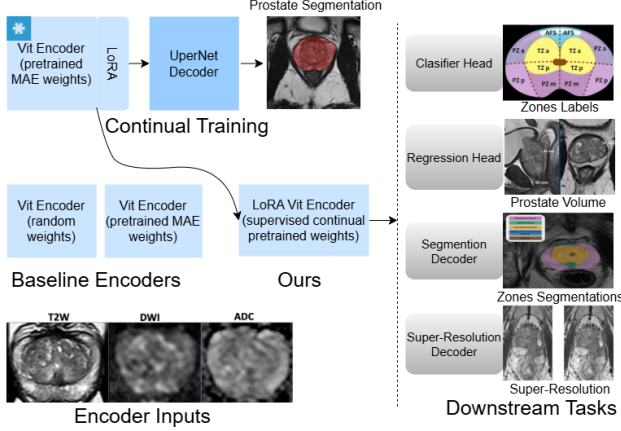 Prostate Segmentation
Vit Encoder
(pretrained
MAE weights)
LoRA
UperNet
Decoder
Continual Training
Vit Encoder
(random
weights)
Vit Encoder
(pretrained MAE
weights)
LoRA Vit Encoder
(supervised continual
pretrained weights)
Baseline Encoders
Ours
T2W
DWI
ADC
Encoder Inputs
Clasifier Head
AFS
AFS
PZ a
TZ a
TZ a
PZ a
TZ p
TZ p
PZ p
PZ m
PZ m
PZ p
Zones Labels
Regression Head
Prostate Volume
Segmention
Decoder
Zones Segmentations
Super-Resolution
Decoder
Super-Resolution
Downstream Tasks